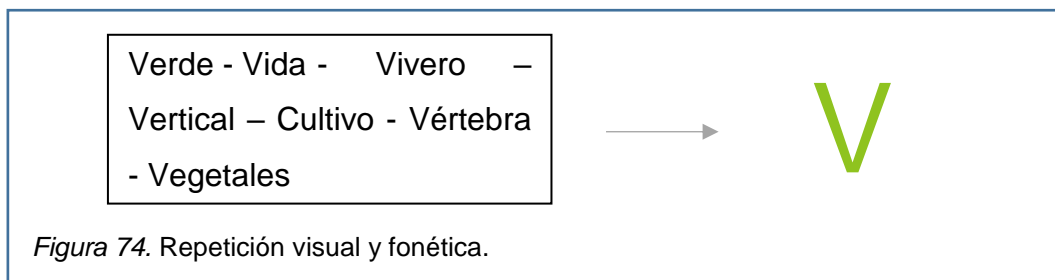 Verde - Vida - Vivero –
Vertical – Cultivo - Vértebra
- Vegetales
V
Figura 74. Repetición visual y fonética.